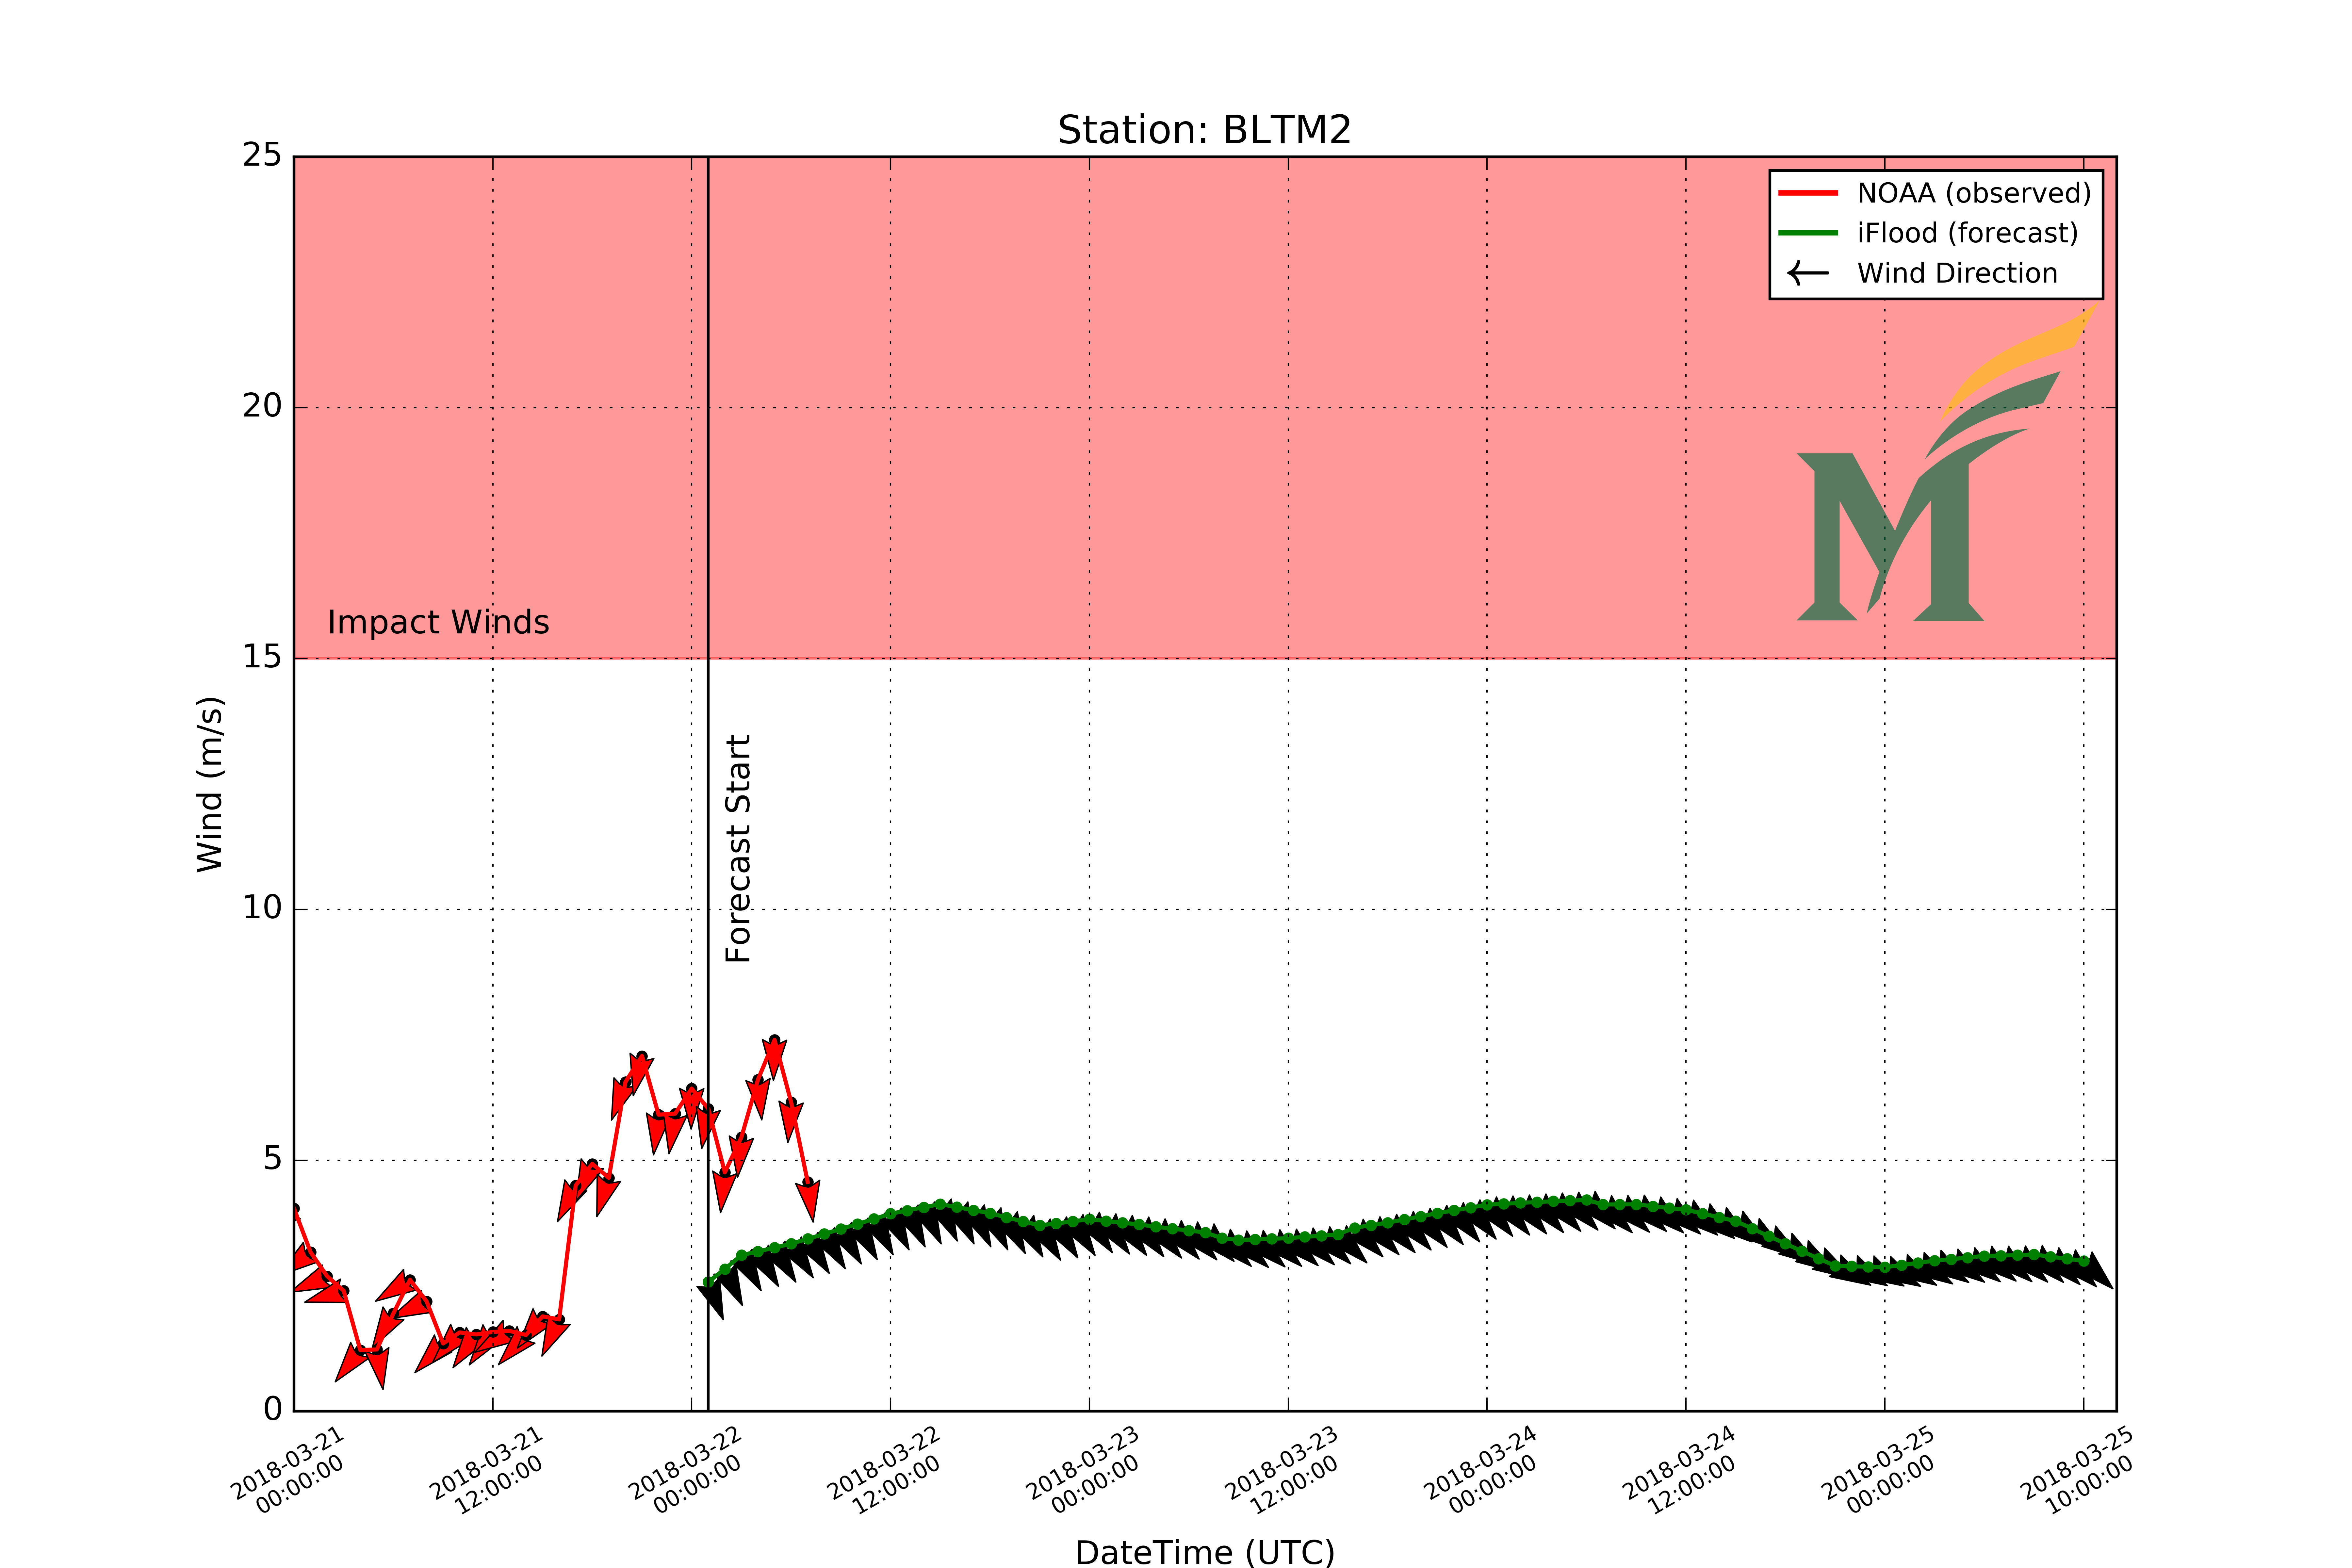 Station: BLTM2
25
20
15
10
5
0
Wind (m/s)
NOAA (observed)
iFlood (forecast)
Wind Direction
M
Impact Winds
Forecast Start
2018-03-21
00:00:00
2018-03-21
12:00:00
2018-03-22
00:00:00
2018-03-22
12:00:00
2018-03-23
00:00:00
2018-03-23
12:00:00
2018-03-24
00:00:00
2018-03-24
12:00:00
2018-03-25
00:00:00
2018-03-25
10:00:00
DateTime (UTC)